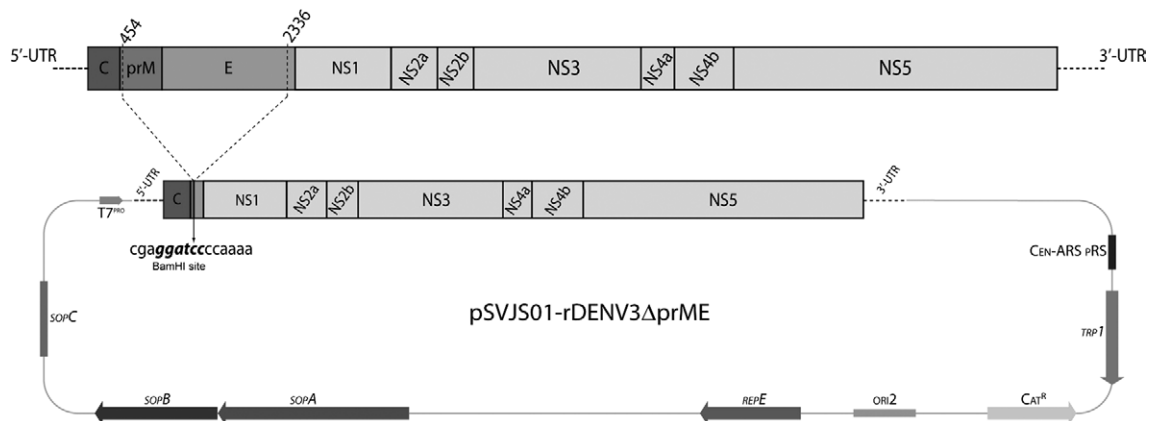 454
2336
5'-UTR
C
prM
E
NS1
NS2a
NS2b
NS3
NS4a
NS4b
NS5
3'-UTR
T7PRO
5'-UTR
C
NS1
NS2a
NS2b
NS3
NS4a
NS4b
NS5
3'-UTR
cgaggatccccaaaa
BamHI site
CEN-ARS PRS
SOPC
pSVJS01-rDENV3ΔprME
TRP1
SOPB
SOPA
REPE
ORI2
CATR